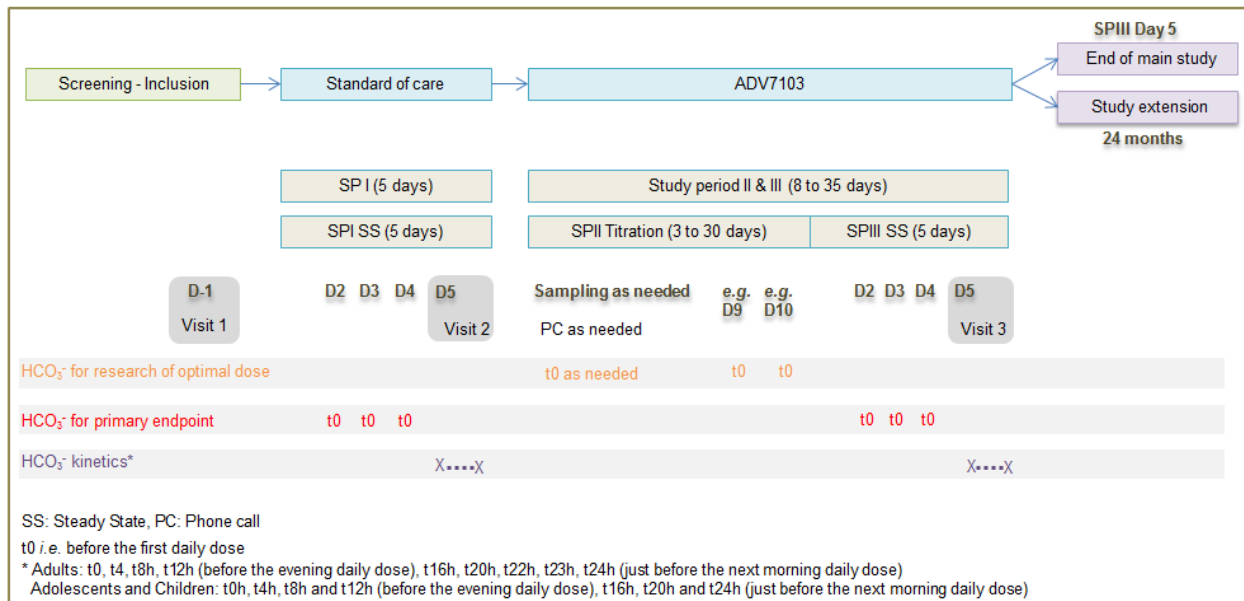 SPIII Day 5
Screening - Inclusion
Standard of care
ADV7103
End of main study
Study extension
24 months
SP I (5 days)
Study period II & III (8 to 35 days)
SPI SS (5 days)
SPII Titration (3 to 30 days)
SPIII SS (5 days)
D-1
Visit 1
D2 D3 D4
D5
Visit 2
Sampling as needed
PC as needed
e.g.
D9
e.g.
D10
D2 D3 D4
D5
Visit 3
HCO₃⁻ for research of optimal dose
t0 as needed
t0
t0
HCO₃⁻ for primary endpoint
t0 t0 t0
t0 t0 t0
HCO₃⁻ kinetics*
X....X
X....X
SS: Steady State, PC: Phone call
t0 i.e. before the first daily dose
* Adults: t0, t4, t8h, t12h (before the evening daily dose), t16h, t20h, t22h, t23h, t24h (just before the next morning daily dose)
Adolescents and Children: t0h, t4h, t8h and t12h (before the evening daily dose), t16h, t20h and t24h (just before the next morning daily dose)